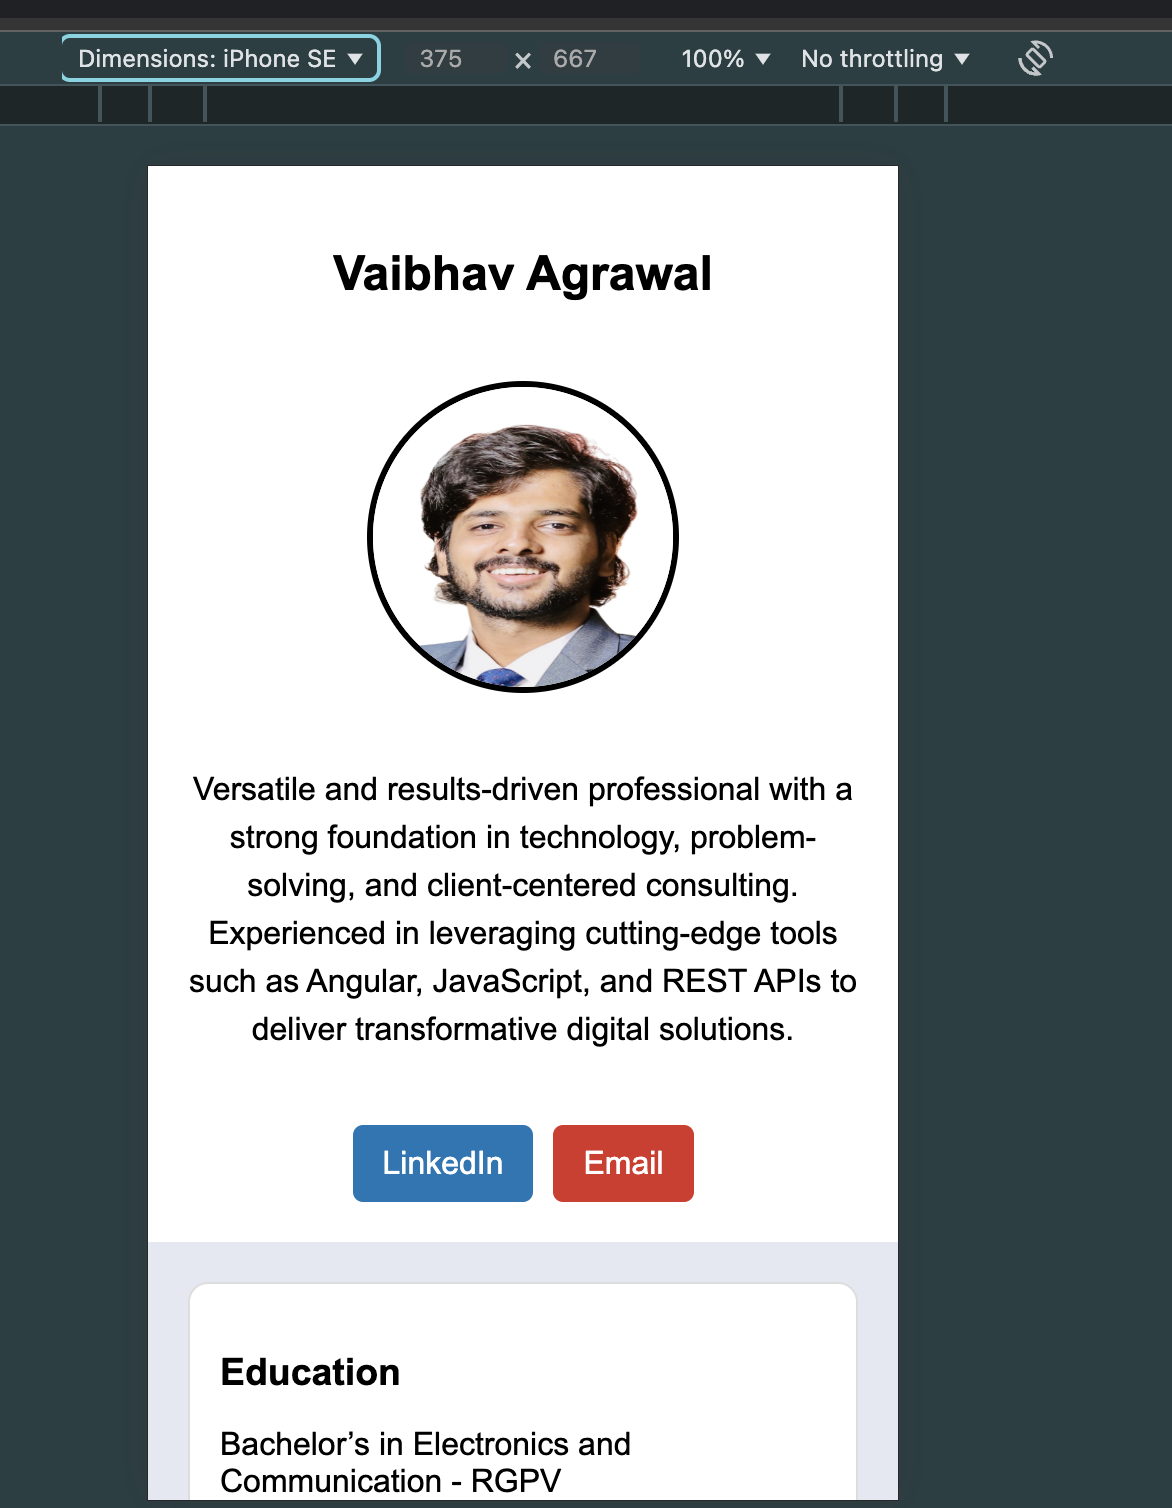 Dimensions: iPhone SE ▼ 375 × 667 100% ▼ No throttling ▼
Vaibhav Agrawal
Versatile and results-driven professional with a
strong foundation in technology, problem-
solving, and client-centered consulting.
Experienced in leveraging cutting-edge tools
such as Angular, JavaScript, and REST APIs to
deliver transformative digital solutions.
LinkedIn Email
Education
Bachelor’s in Electronics and
Communication - RGPV